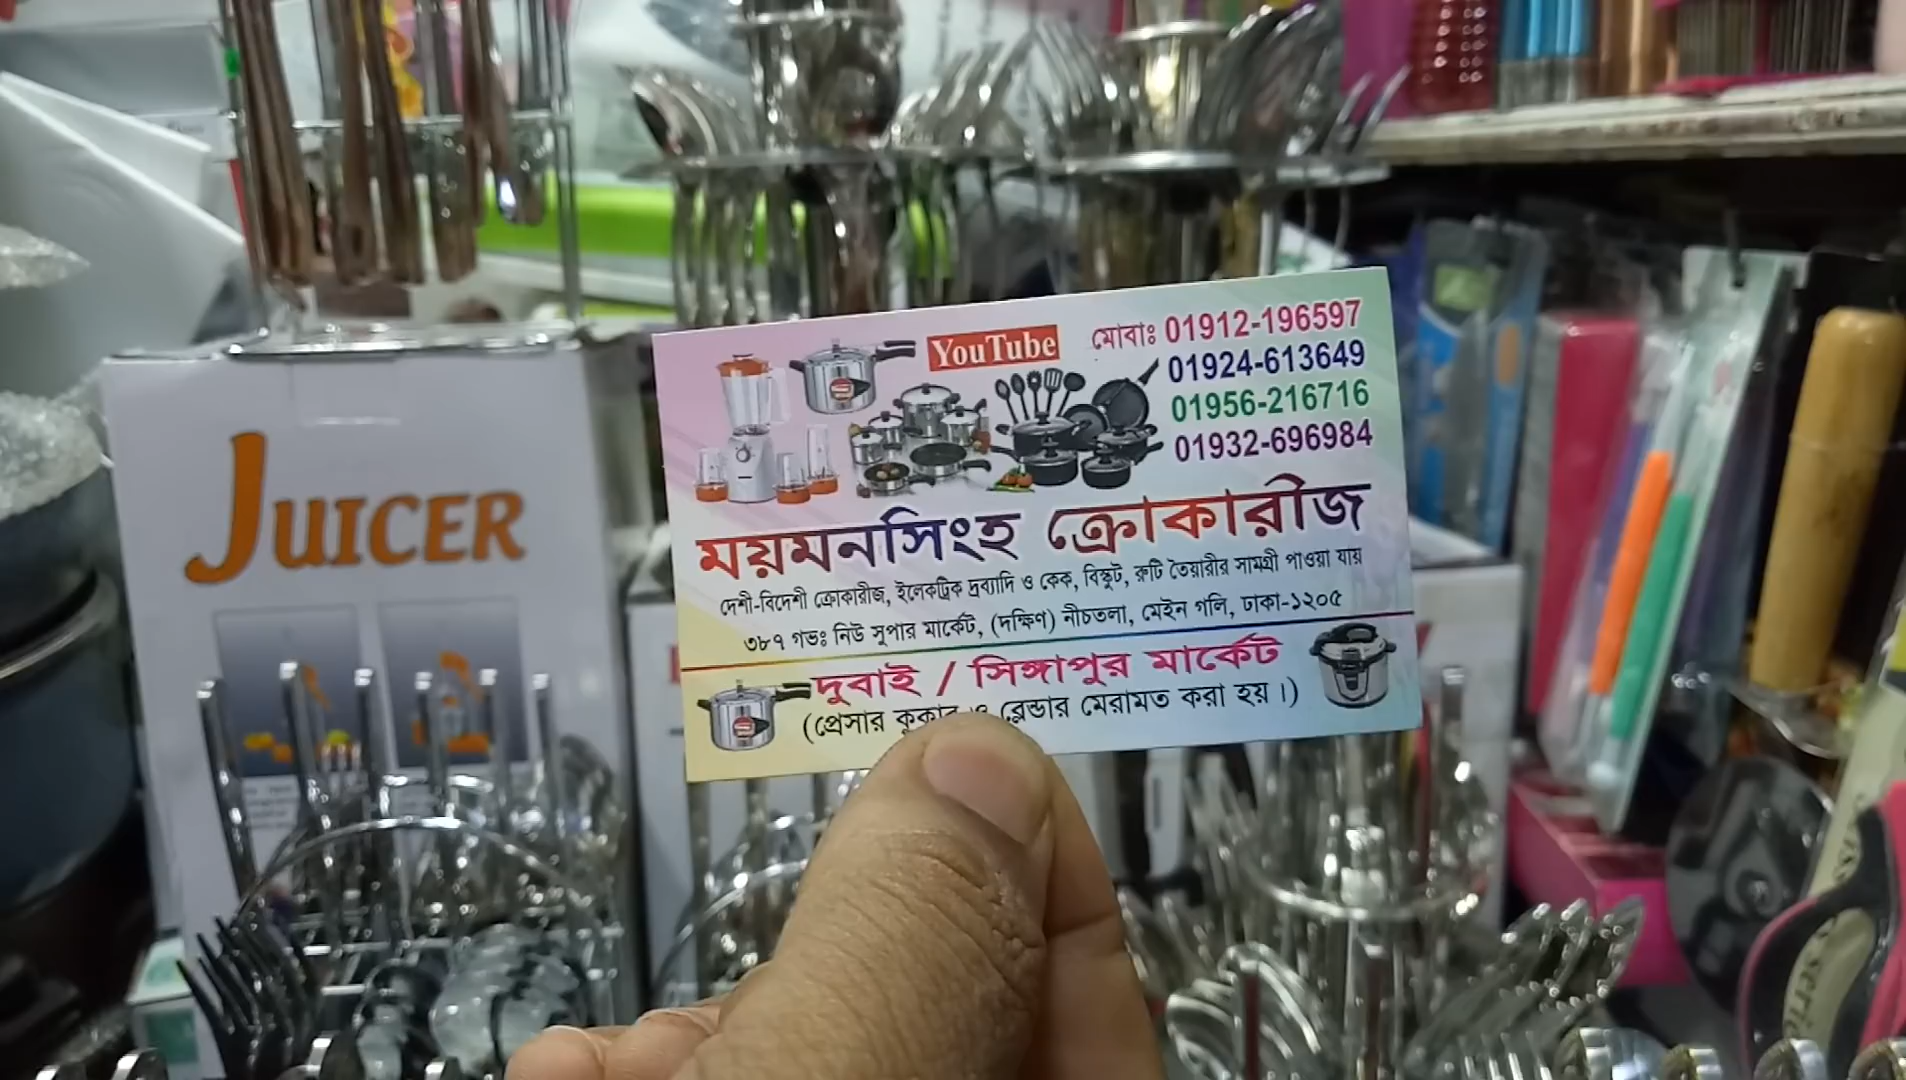 YouTube
মোবাঃ 01912-196597
01924-613649
01956-216716
01932-696984
ময়মনসিংহ ক্রোকারীজ
দেশী-বিদেশী ক্রোকারীজ, ইলেকট্রিক দ্রব্যাদি ও কেক, বিস্কুট, রুটি তৈয়ারীর সামগ্রী পাওয়া যায়
৩৮৭ গভঃ নিউ সুপার মার্কেট, (দক্ষিণ) নীচতলা, মেইন গলি, ঢাকা-১২০৫
দুবাই / সিঙ্গাপুর মার্কেট
(প্রেসার কুকার ও ব্লেন্ডার মেরামত করা হয়।)
JUICER